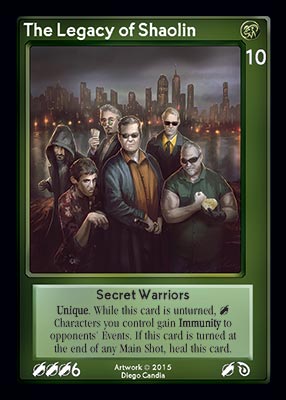 The Legacy of Shaolin
10
Secret Warriors
Unique. While this card is unturned,
Characters you control gain Immunity to
opponents' Events. If this card is turned at
the end of any Main Shot, heal this card.
6
Artwork © 2015
Diego Candia